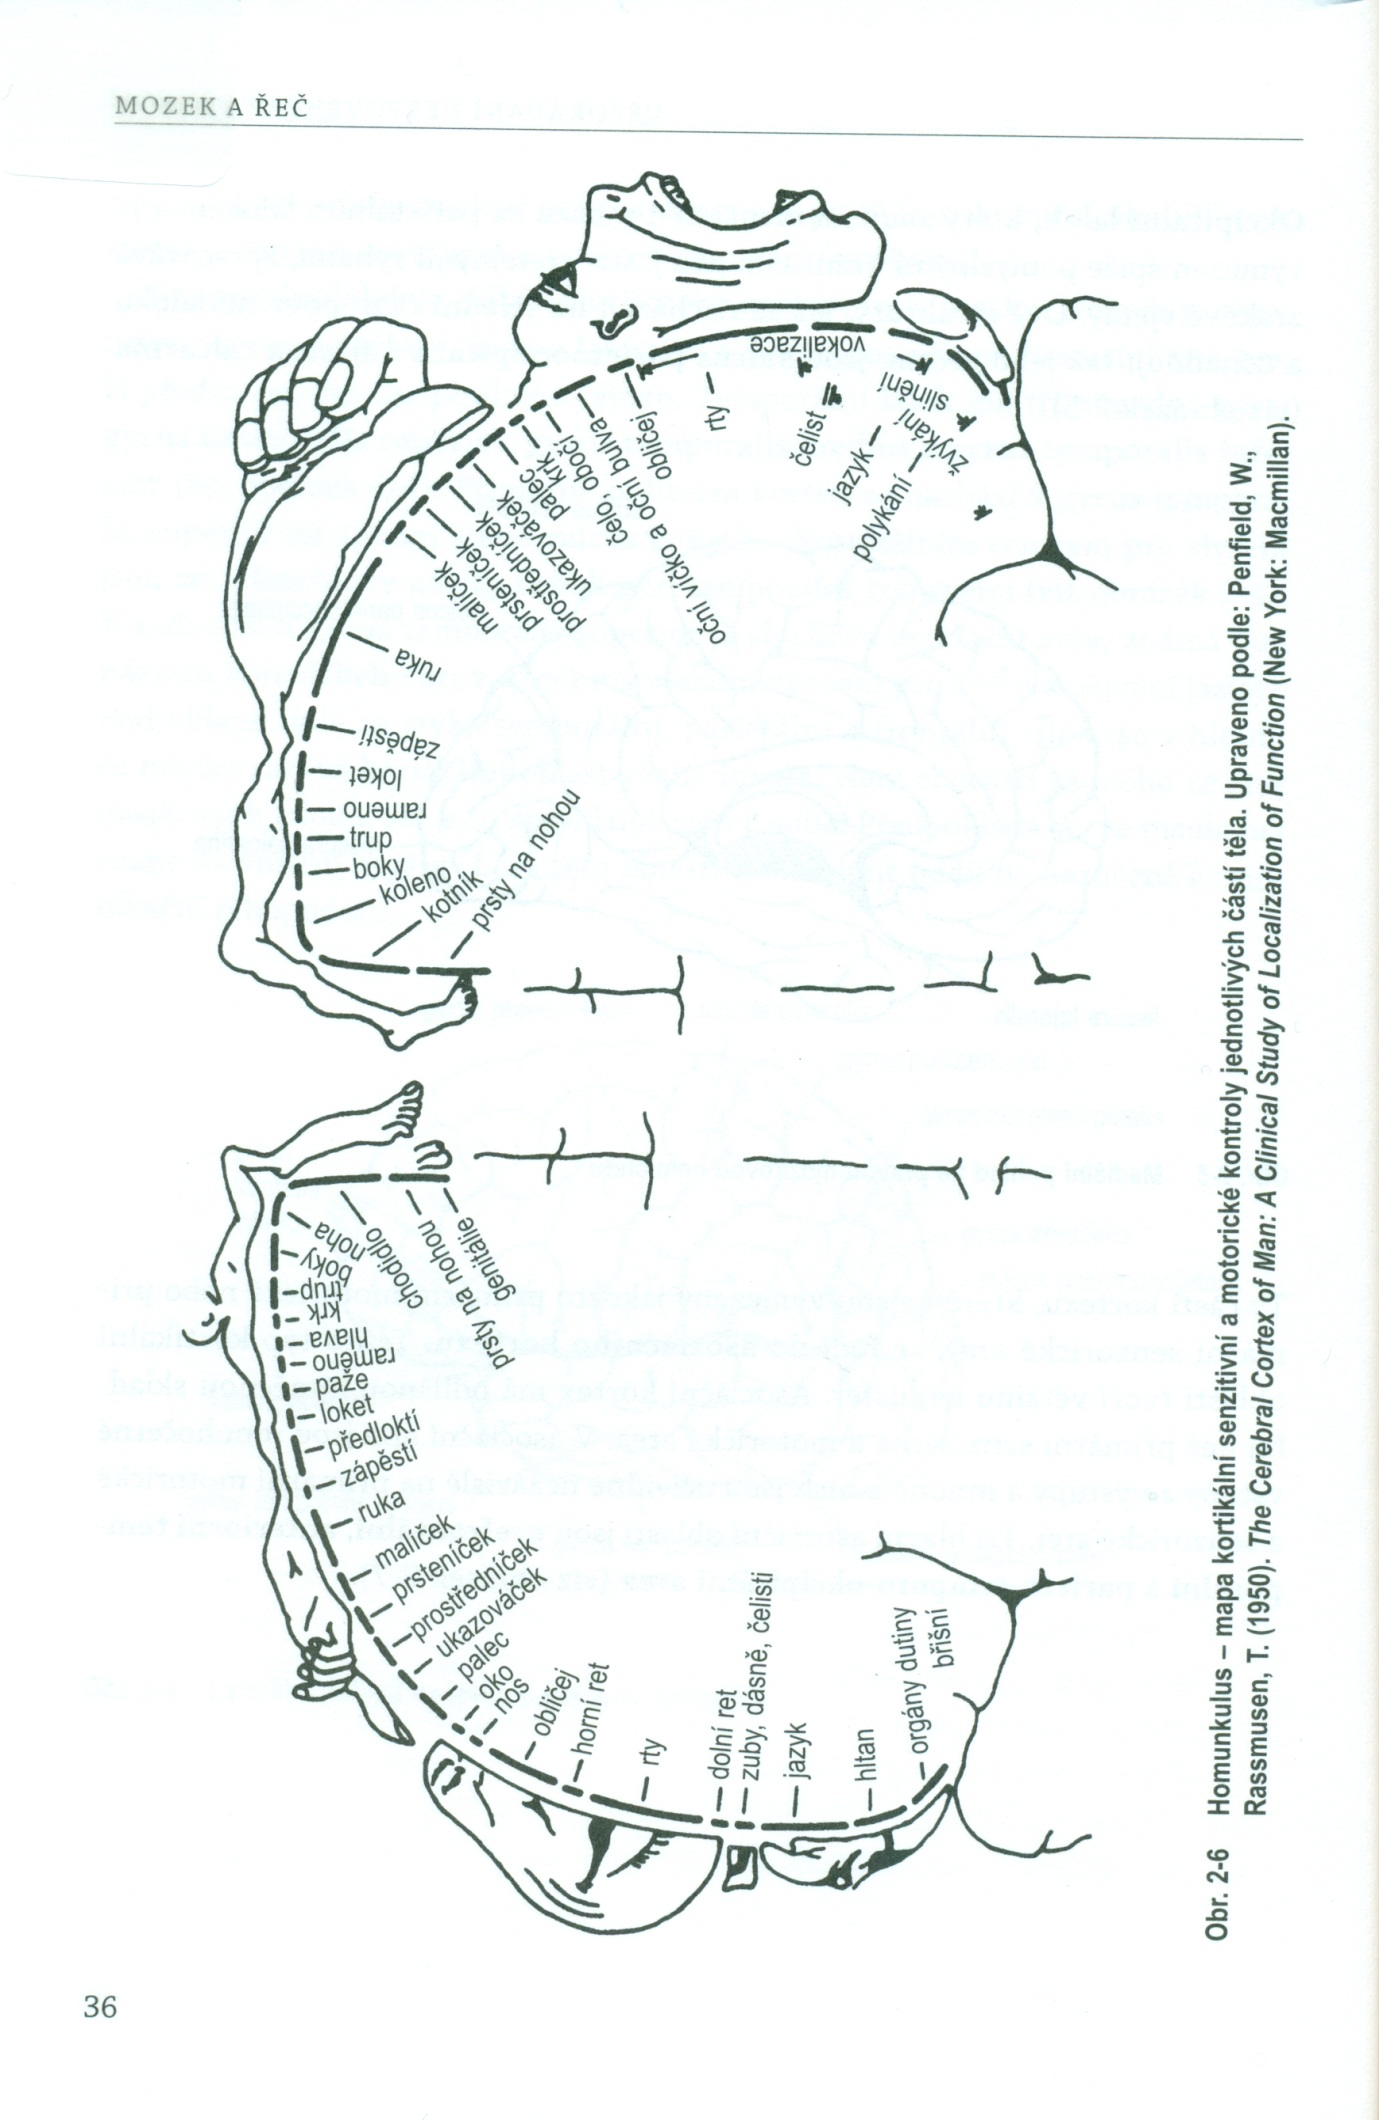 MOZEK A ŘEČ
genitálie
prsty na nohou
chodidlo
noha
boky
trup
krk
hlava
rameno
paže
loket
předloktí
zápěstí
ruka
malíček
prsteníček
prostředníček
ukazováček
palec
oko
nos
obličej
horní ret
rty
dolní ret
zuby, dásně, čelisti
jazyk
hltan
orgány dutiny
břišní
prsty na nohou
kotník
koleno
boky
trup
rameno
loket
zápěstí
ruka
malíček
prsteníček
prostředníček
ukazováček
palec
krk
obočí
čelo
oční víčko a oční bulva
obličej
rty
vokalizace
čelist
jazyk
polykání
žvýkání
slinění
Obr. 2-6 Homunkulus – mapa kortikální senzitivní a motorické kontroly jednotlivých částí těla. Upraveno podle: Penfield, W.,
Rassmusen, T. (1950). The Cerebral Cortex of Man: A Clinical Study of Localization of Function (New York: Macmillan).
36